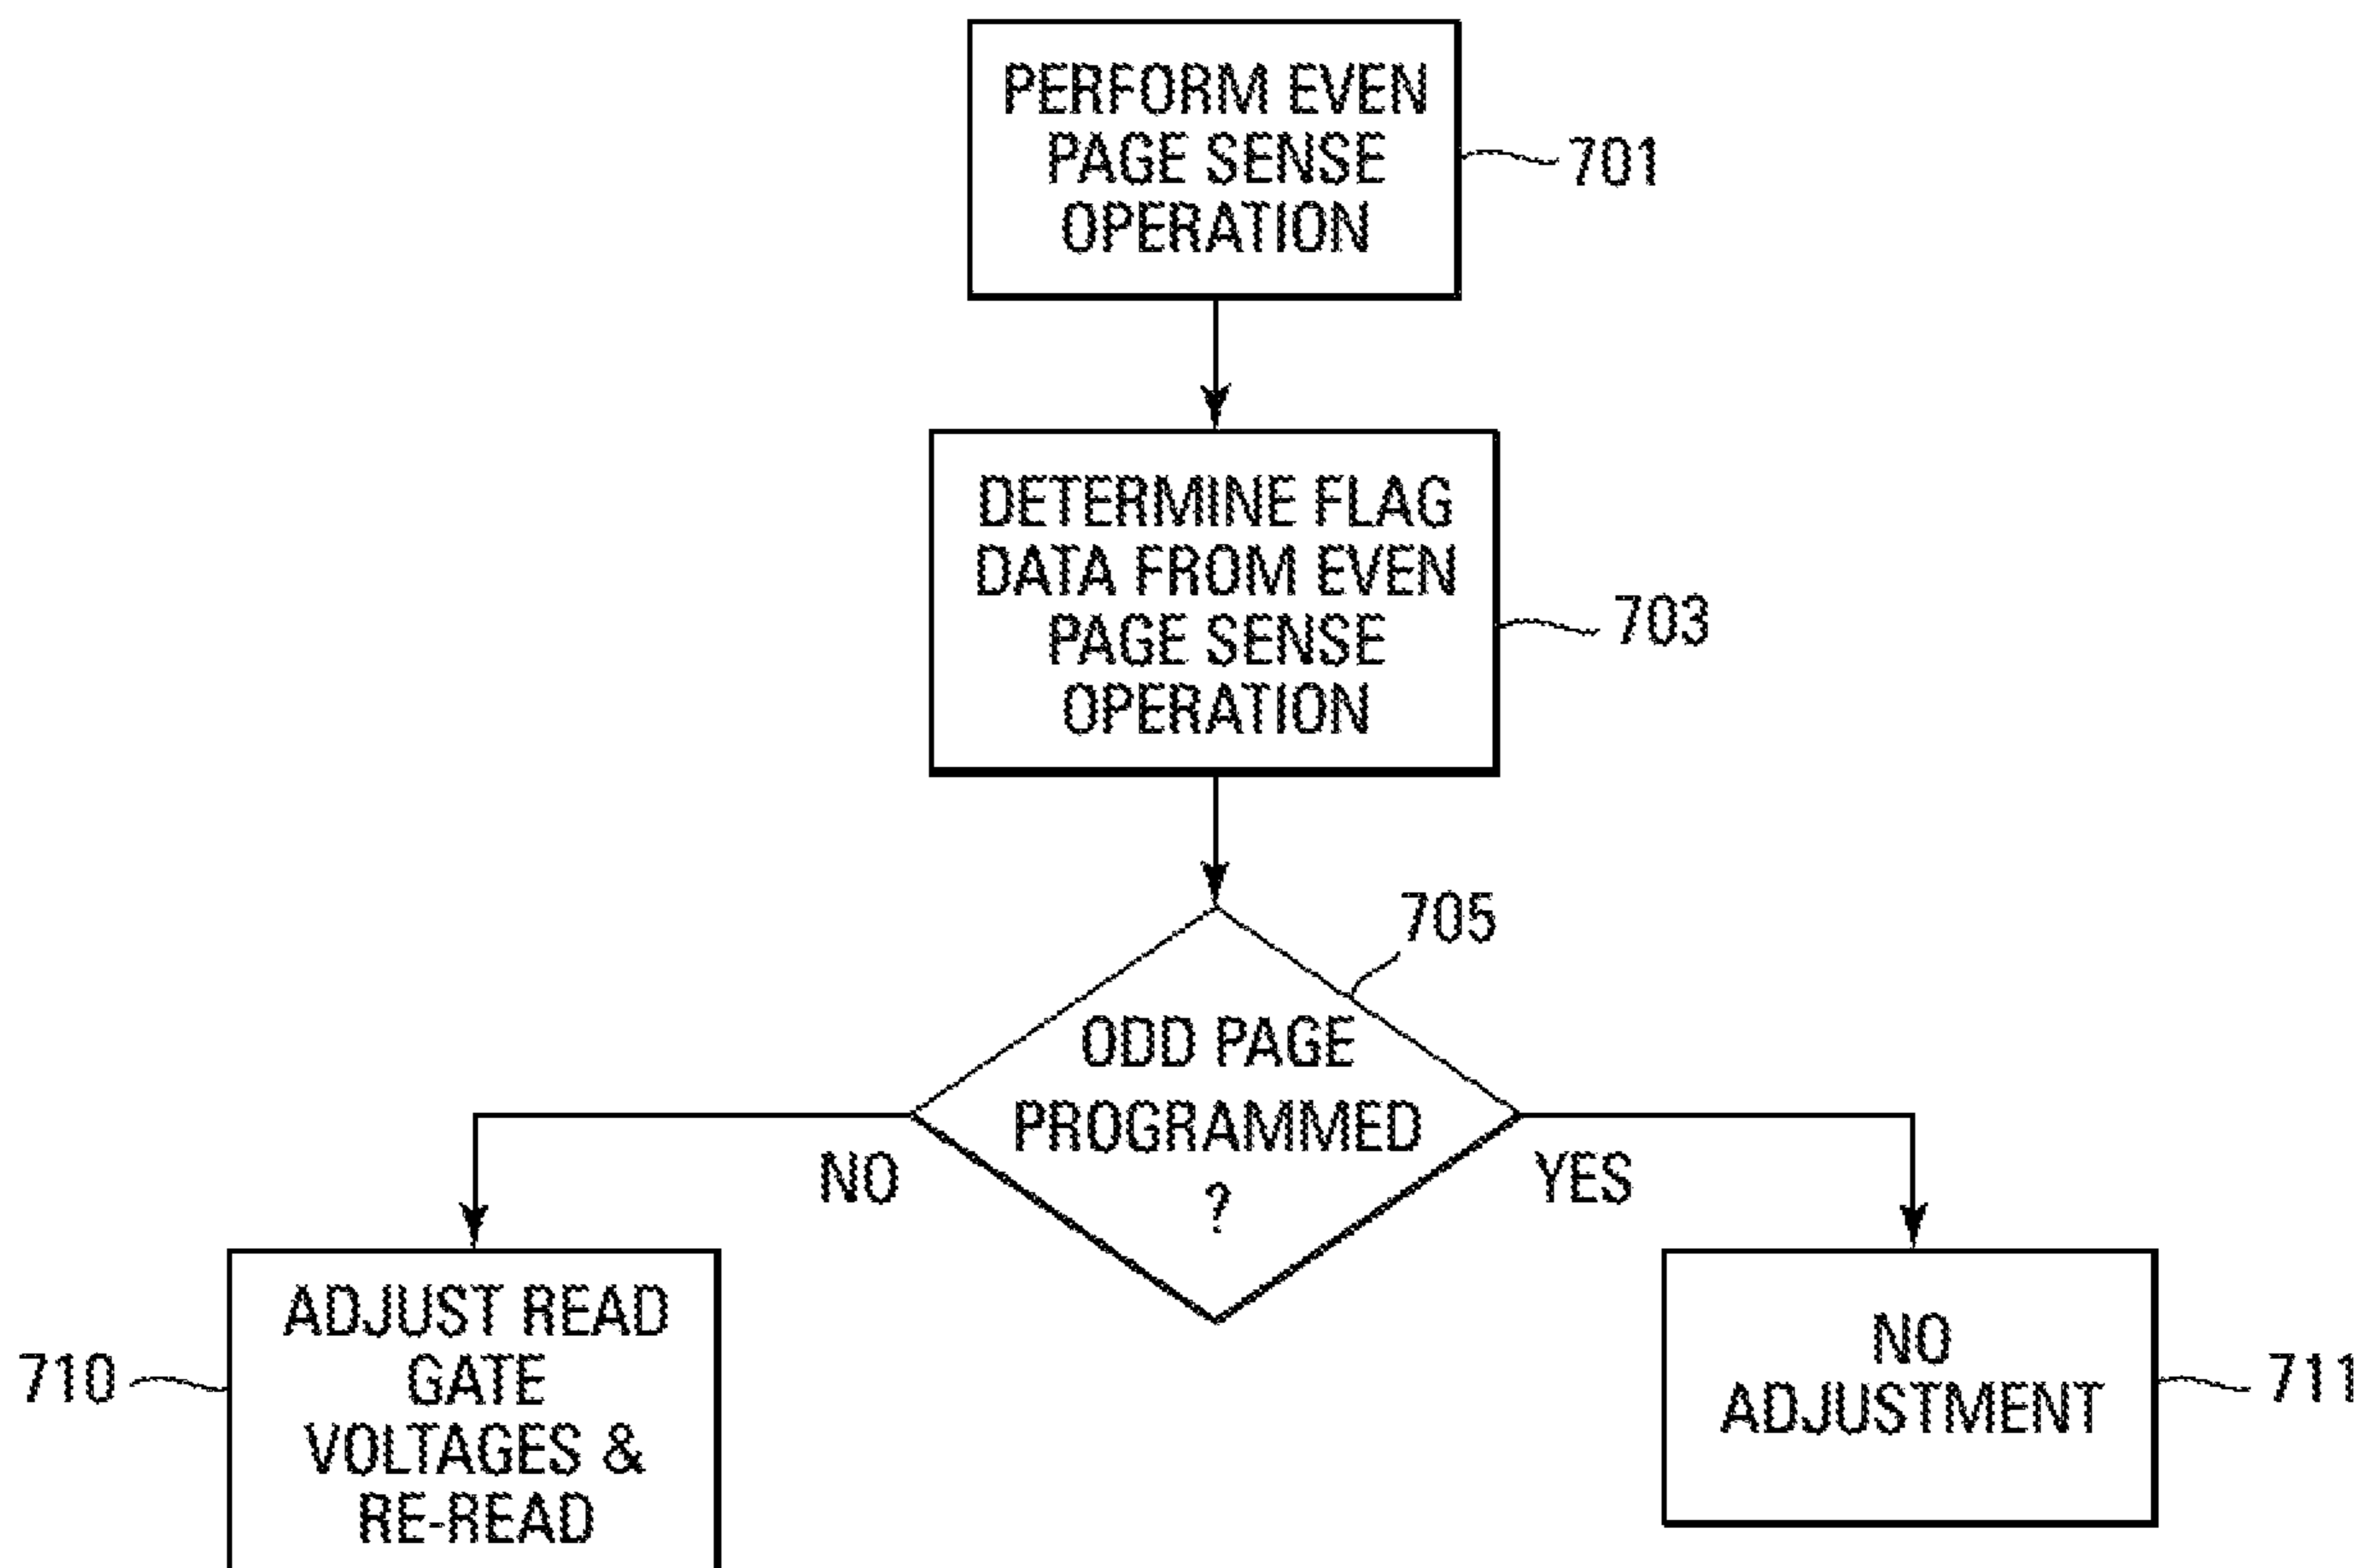 PERFORM EVEN
PAGE SENSE
OPERATION
701
DETERMINE FLAG
DATA FROM EVEN
PAGE SENSE
OPERATION
703
705
ODD PAGE
PROGRAMMED
?
NO
YES
710
ADJUST READ
GATE
VOLTAGES &
RE-READ
NO
ADJUSTMENT
711